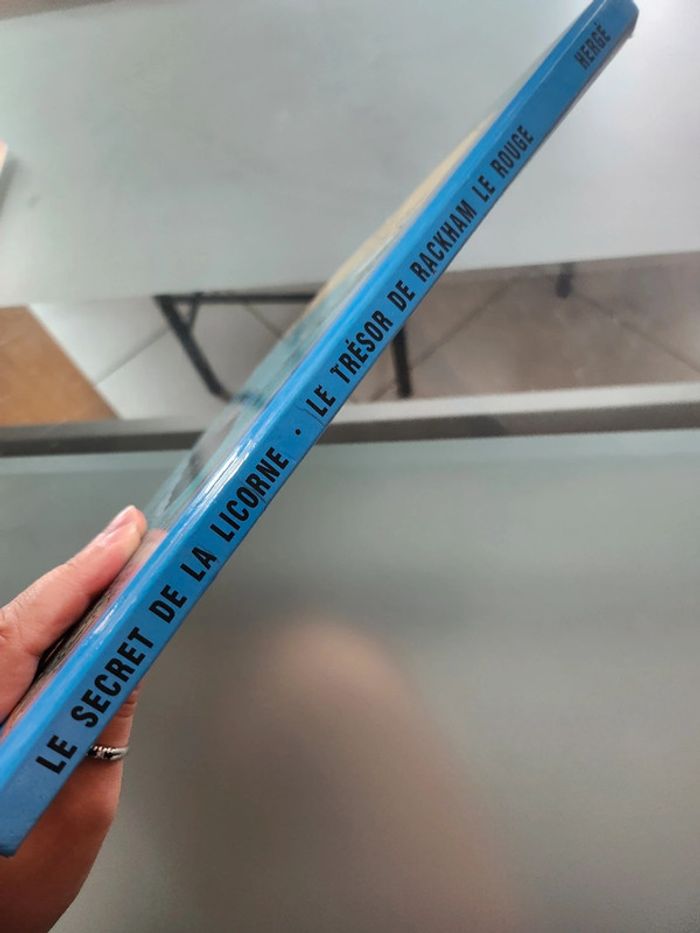 LE SECRET DE LA LICORNE • LE TRÉSOR DE RACKHAM LE ROUGE HERGÉ